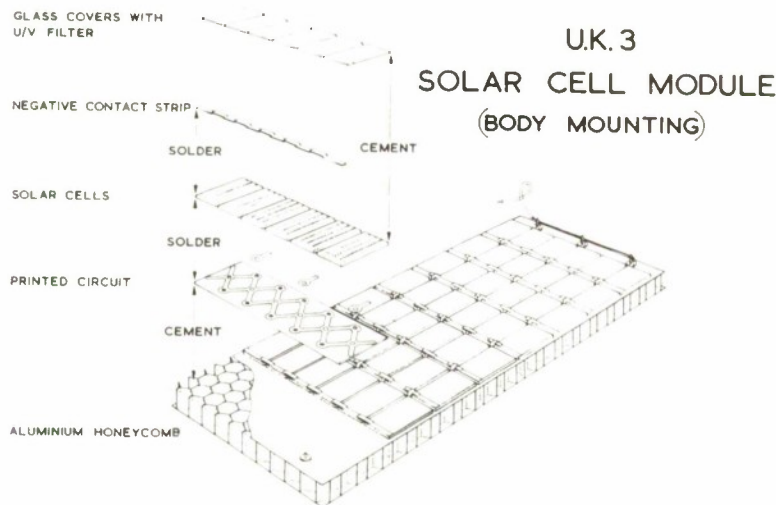 GLASS COVERS WITH
U/V FILTER
U.K. 3
SOLAR CELL MODULE
(BODY MOUNTING)
NEGATIVE CONTACT STRIP
SOLDER
CEMENT
SOLAR CELLS
SOLDER
PRINTED CIRCUIT
CEMENT
ALUMINIUM HONEYCOMB